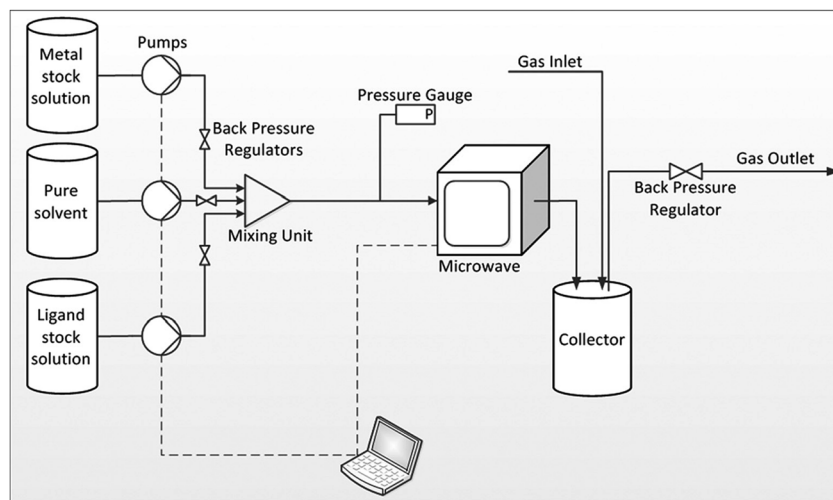 Metal
stock
solution
Pumps
Back Pressure
Regulators
Pressure Gauge
P
Gas Inlet
Gas Outlet
Back Pressure
Regulator
Pure
solvent
Mixing Unit
Microwave
Ligand
stock
solution
Collector